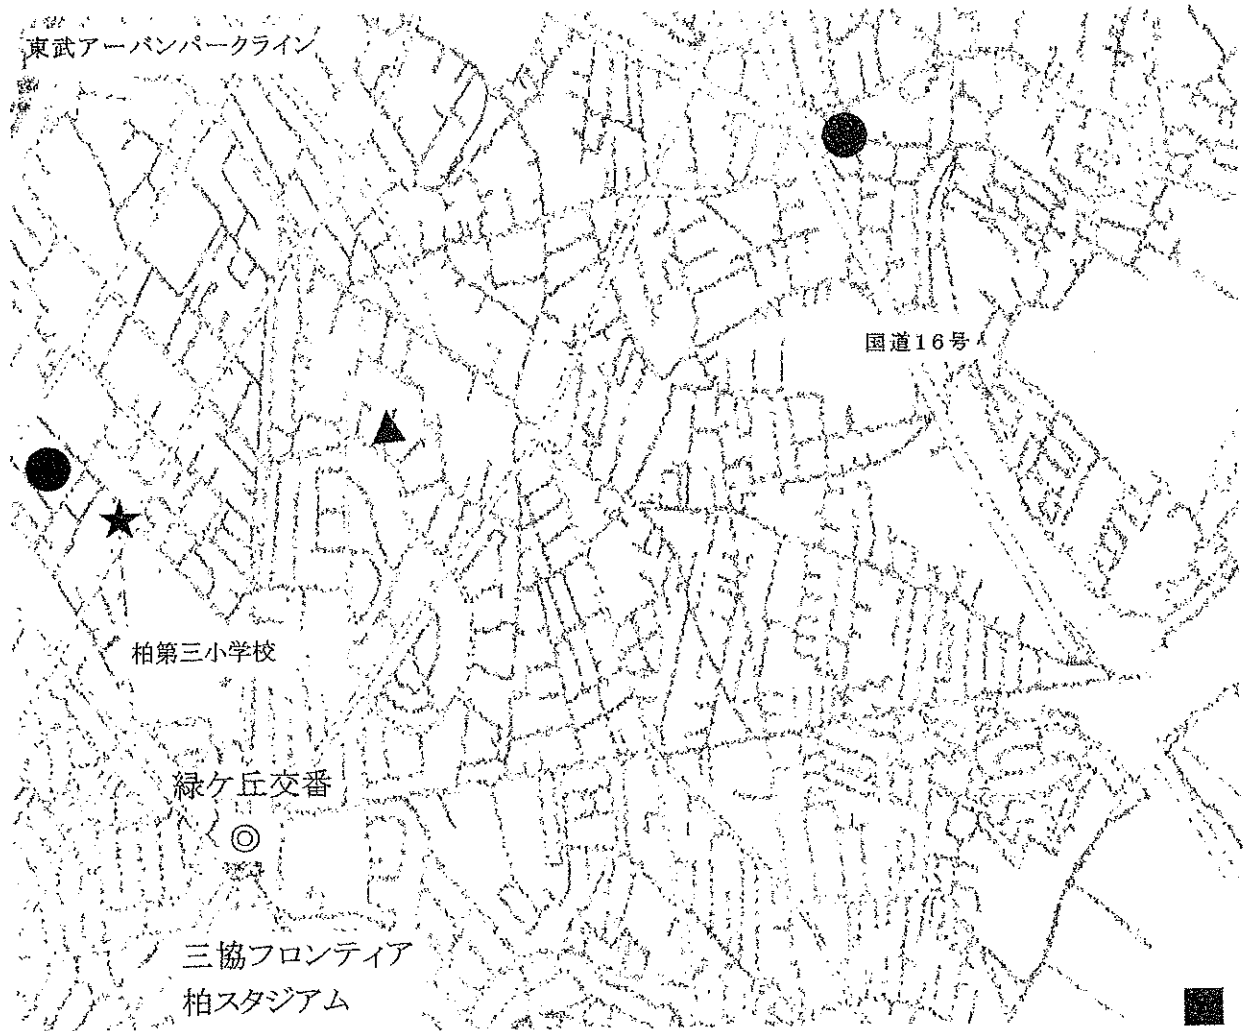 東武アーバンパークライン
国道16号
柏第三小学校
緑ケ丘交番
三協フロンティア
柏スタジアム